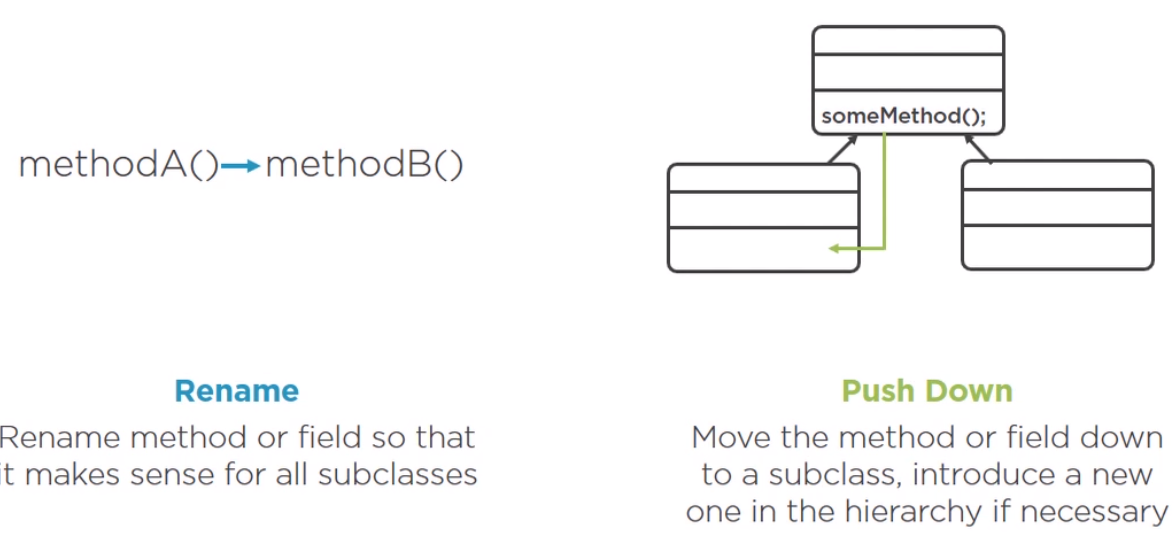 someMethod();
methodA()→methodB()
Rename
Rename method or field so that
it makes sense for all subclasses
Push Down
Move the method or field down
to a subclass, introduce a new
one in the hierarchy if necessary